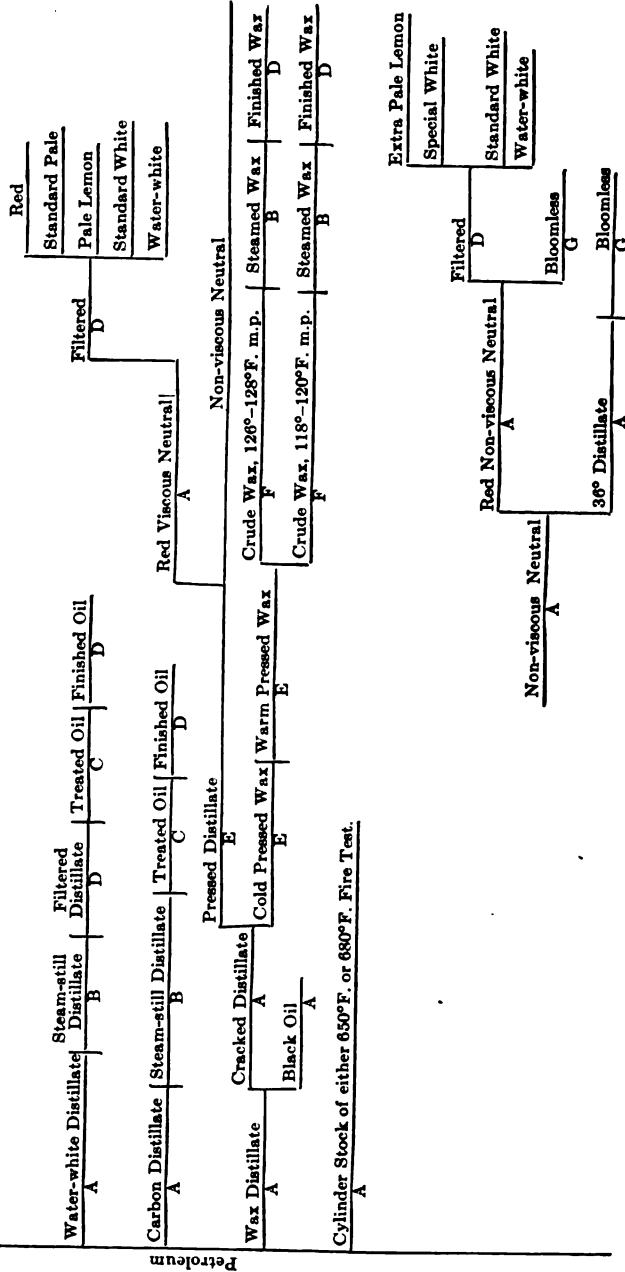 Petroleum
Water-white Distillate
A
Steam-still
Distillate
B
Filtered
Distillate
D
Treated Oil
C
Finished Oil
D
Carbon Distillate
A
Steam-still Distillate
B
Treated Oil
C
Finished Oil
D
Wax Distillate
A
Cracked Distillate
A
Black Oil
A
Pressed Distillate
E
Red Viscous Neutral
A
Filtered
D
Red
Standard Pale
Pale Lemon
Standard White
Water-white
Non-viscous Neutral
Cold Pressed Wax
E
Warm Pressed Wax
E
Crude Wax, 126°–128°F. m.p.
F
Steamed Wax
B
Finished Wax
D
Crude Wax, 118°–120°F. m.p.
F
Steamed Wax
B
Finished Wax
D
Cylinder Stock of either 650°F. or 680°F. Fire Test.
A
Non-viscous Neutral
A
Red Non-viscous Neutral
A
Filtered
D
Extra Pale Lemon
Special White
Standard White
Water-white
Bloomless
G
36° Distillate
A
Bloomless
G